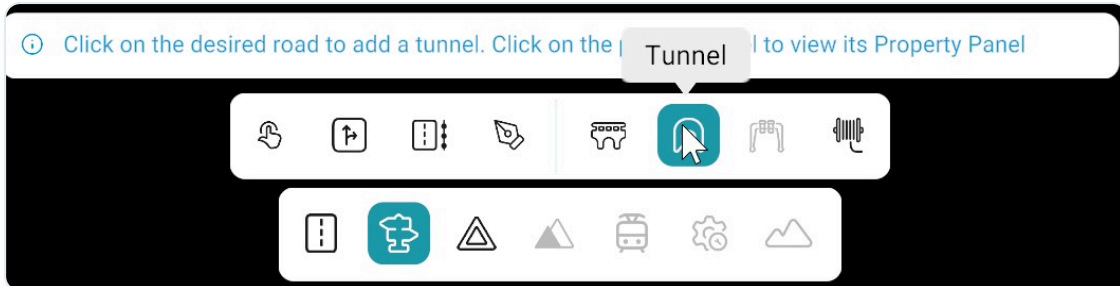 Click on the desired road to add a tunnel. Click on the l to view its Property Panel
Tunnel